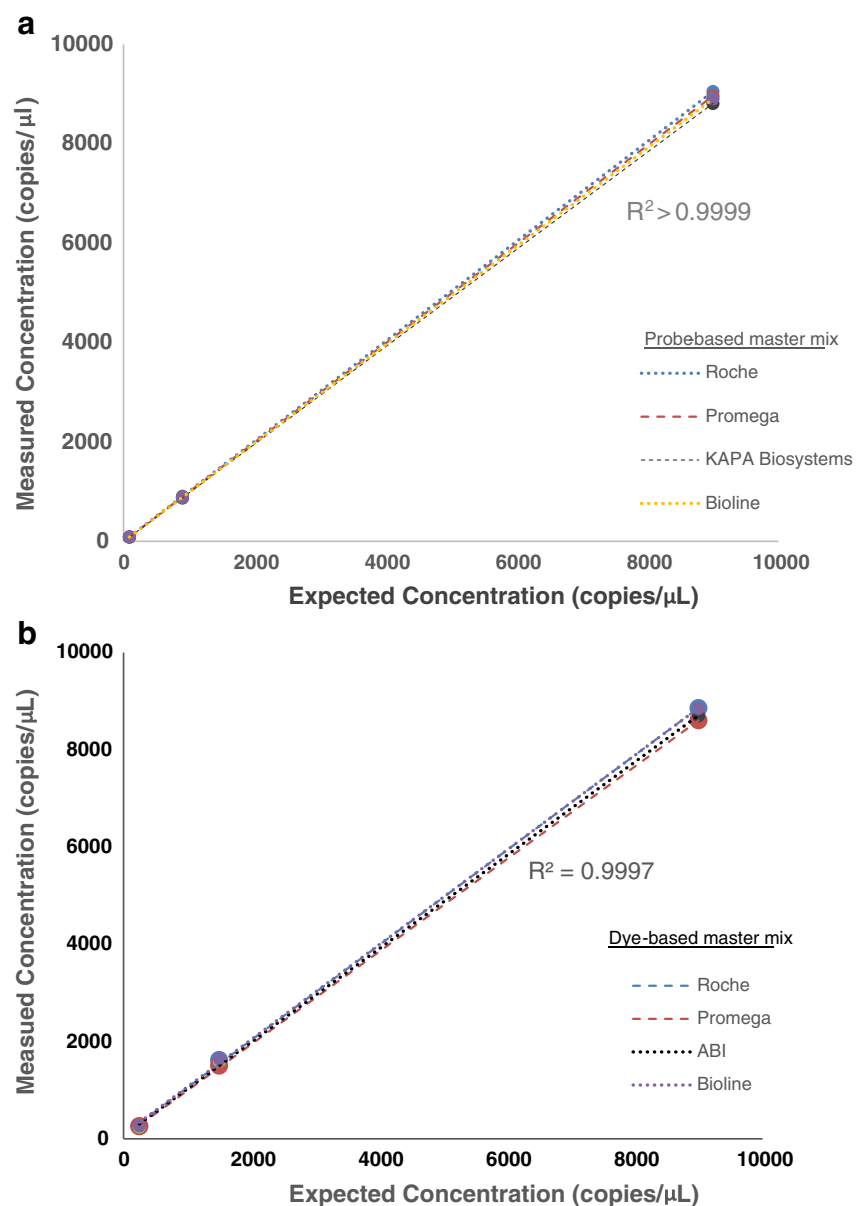 a
10000
8000
6000
4000
2000
0
Measured Concentration (copies/μl)
R² > 0.9999
Probebased master mix
Roche
Promega
KAPA Biosystems
Bioline
0 2000 4000 6000 8000 10000
Expected Concentration (copies/μL)
b
10000
8000
6000
4000
2000
0
Measued Concentration (copies/μL)
R² = 0.9997
Dye-based master mix
Roche
Promega
ABI
Bioline
0 2000 4000 6000 8000 10000
Expected Concentration (copies/μL)